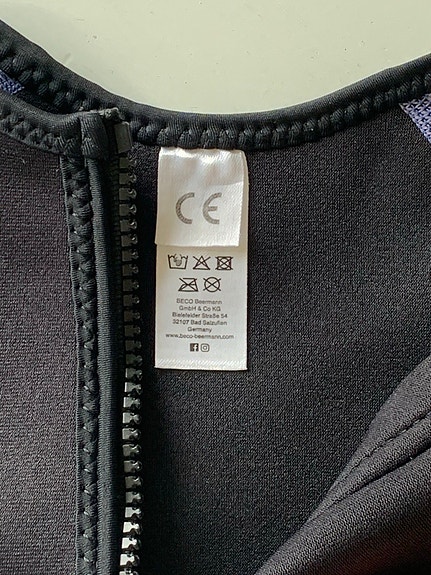 CE
BECO Beermann
GmbH & Co KG
Bielefelder Straße 54
32107 Bad Salzuflen
Germany
www.beco-beermann.com